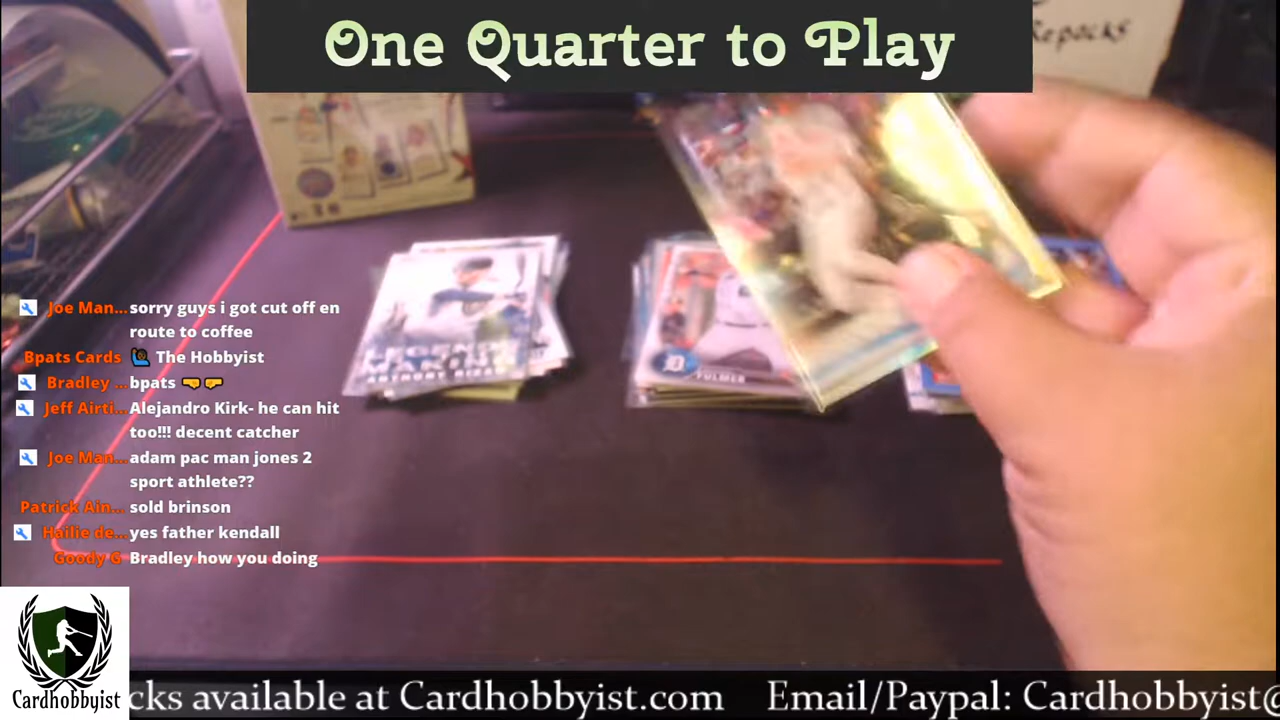 One Quarter to Play
Repacks
Joe Man... sorry guys i got cut off en
route to coffee
Bpats Cards 🙋🏿 The Hobbyist
Bradley ... bpats 🤜🤛
Jeff Airti... Alejandro Kirk- he can hit
too!!! decent catcher
Joe Man... adam pac man jones 2
sport athlete??
Patrick Ain... sold brinson
Hailie de... yes father kendall
Goody G Bradley how you doing
FULMER
Cardhobbyist
cks available at Cardhobbyist.com Email/Paypal: Cardhobbyist@